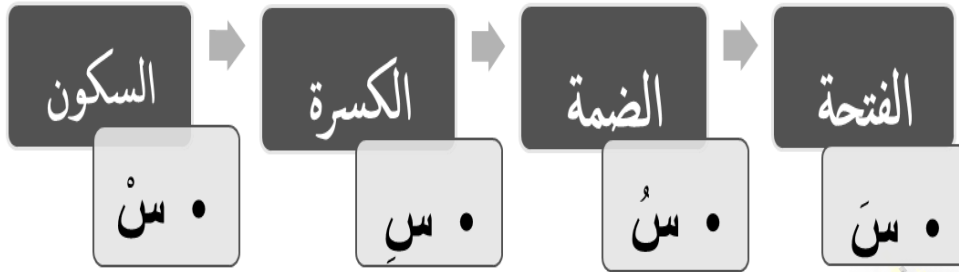 الفتحة
• سَ
الضمة
• سُ
الكسرة
• سِ
السكون
• سْ